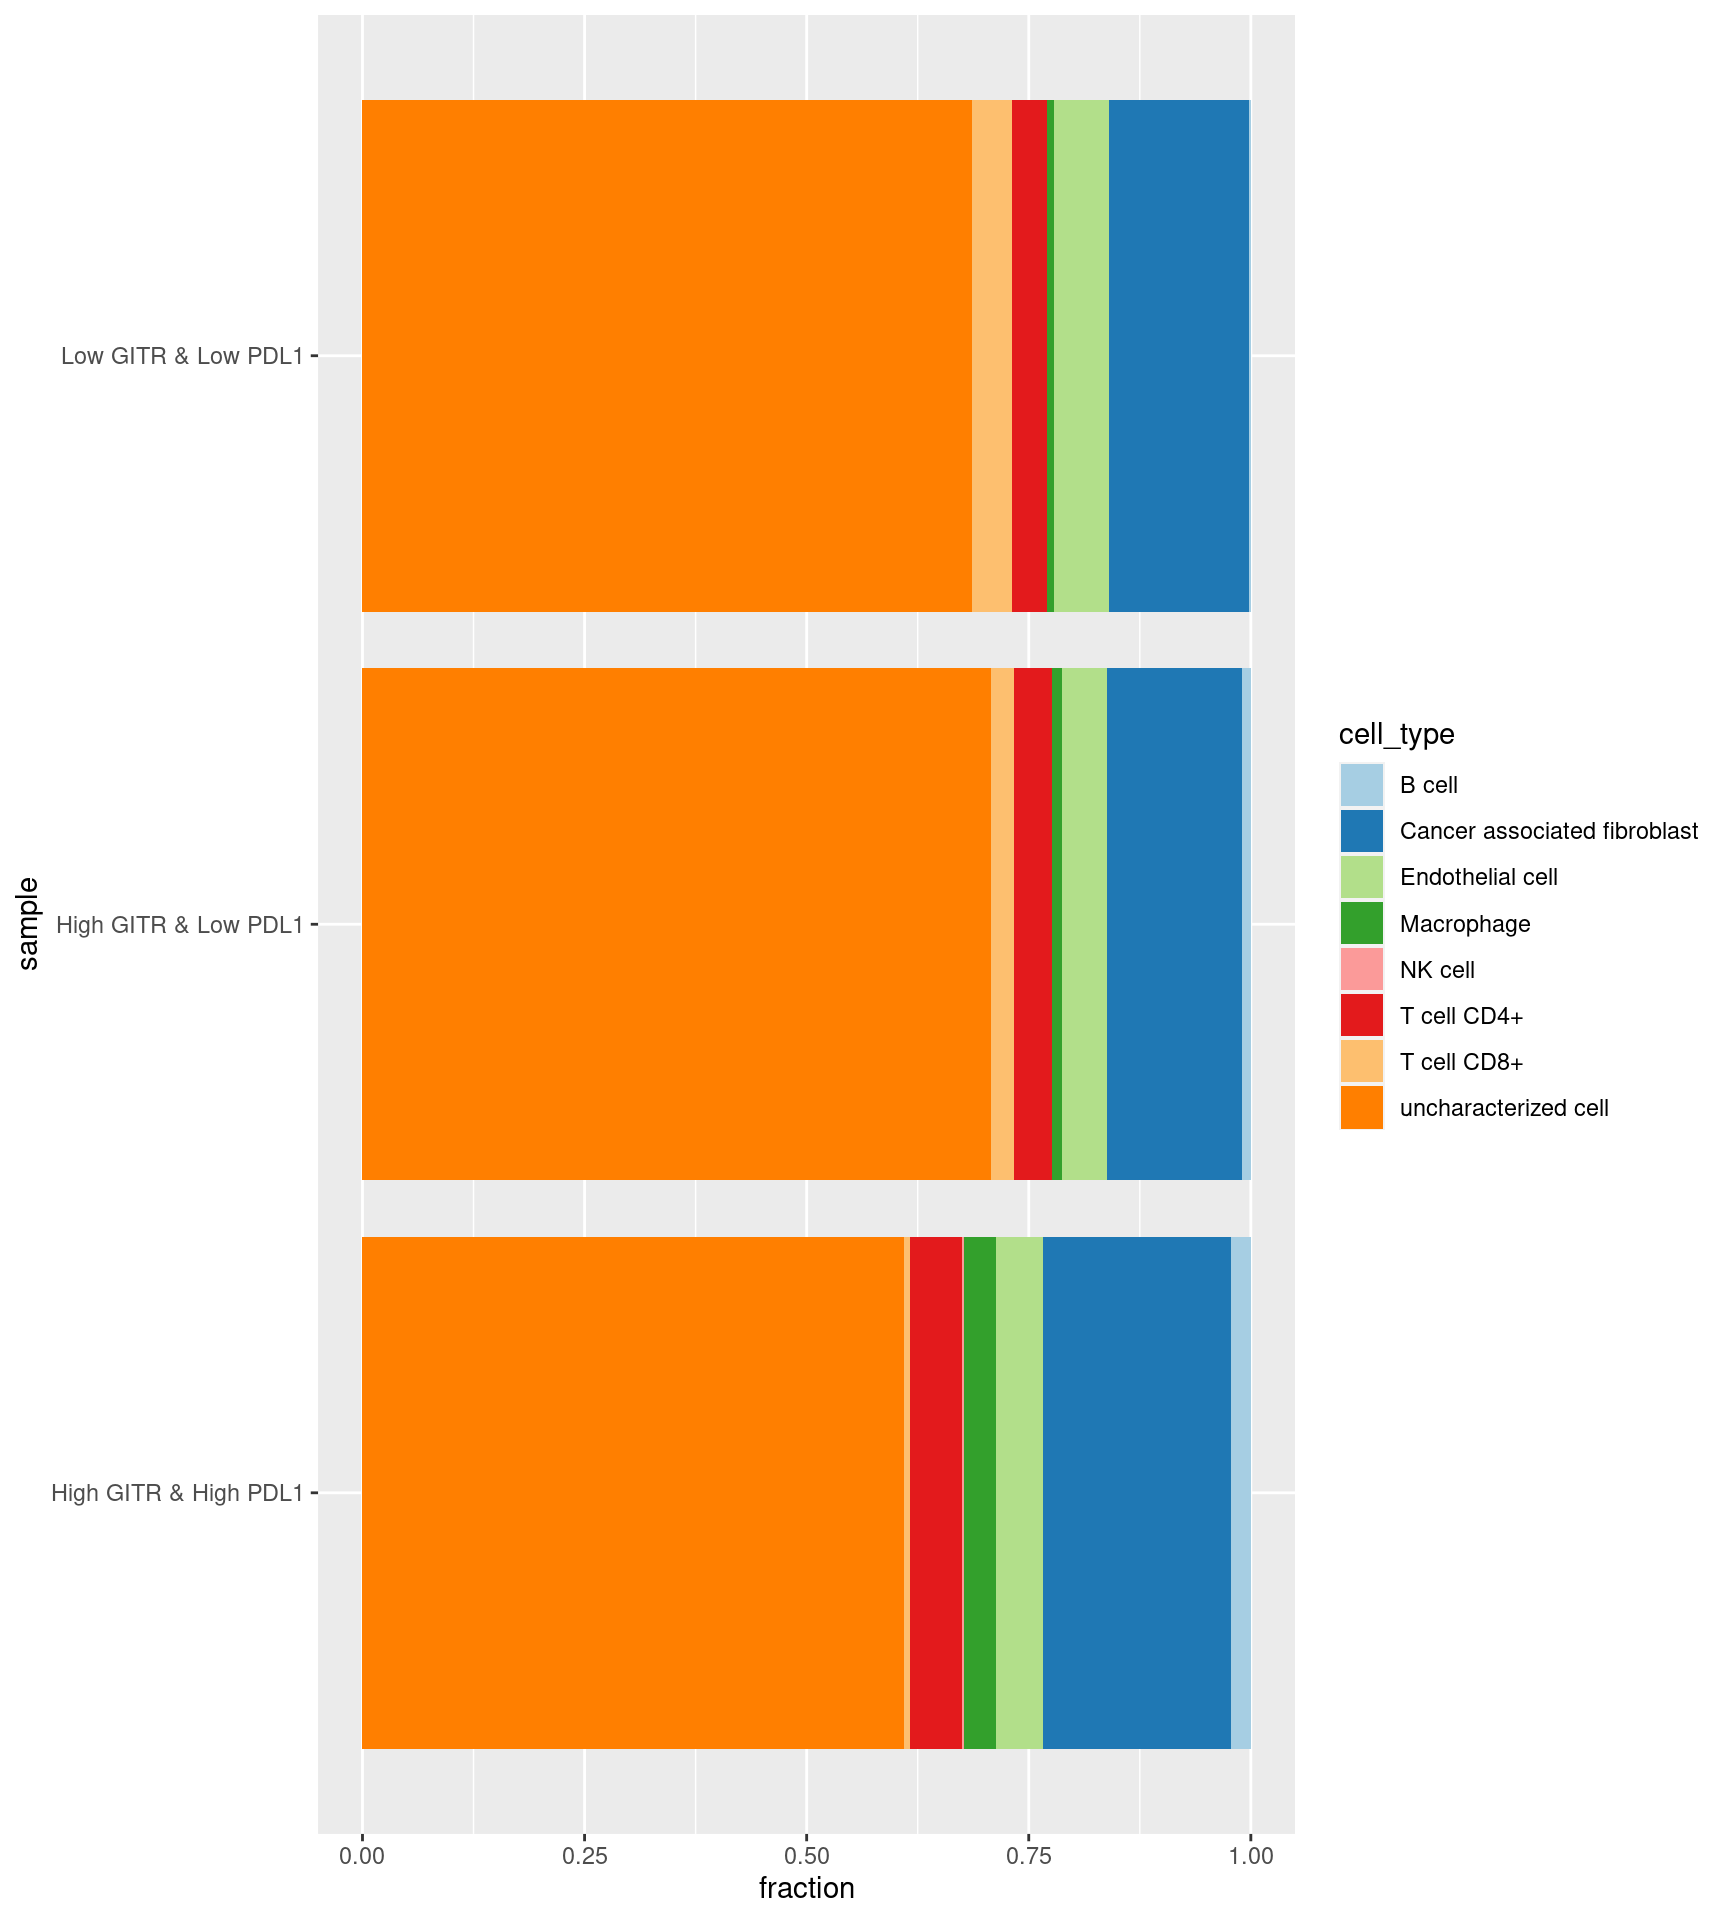 sample
Low GITR & Low PDL1
High GITR & Low PDL1
High GITR & High PDL1
0.00 0.25 0.50 0.75 1.00
fraction
cell_type
B cell
Cancer associated fibroblast
Endothelial cell
Macrophage
NK cell
T cell CD4+
T cell CD8+
uncharacterized cell